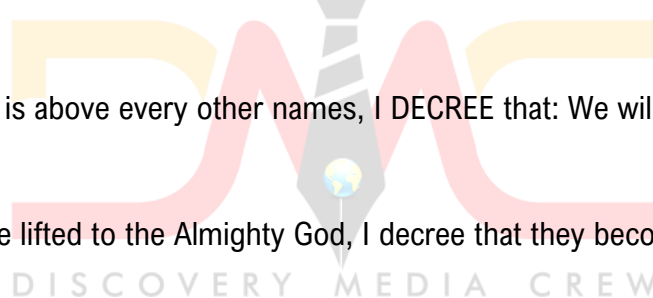 is above every other names, I DECREE that: We wil
e lifted to the Almighty God, I decree that they beco
DISCOVERY MEDIA CREW